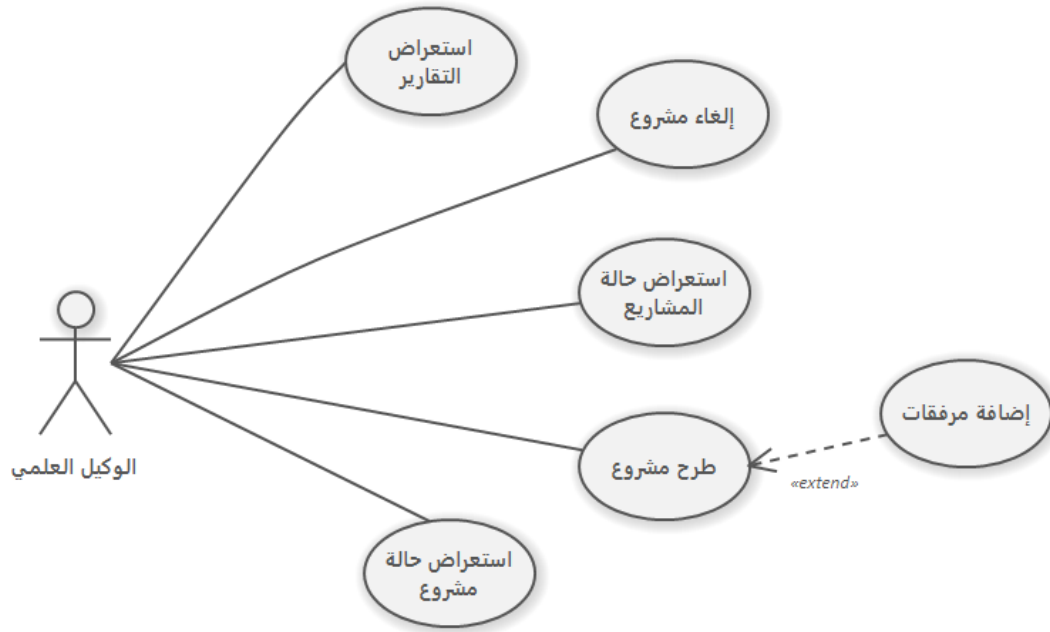 استعراض
التقارير
إلغاء مشروع
استعراض حالة
المشاريع
إضافة مرفقات
طرح مشروع
«extend»
الوكيل العلمي
استعراض حالة
مشروع